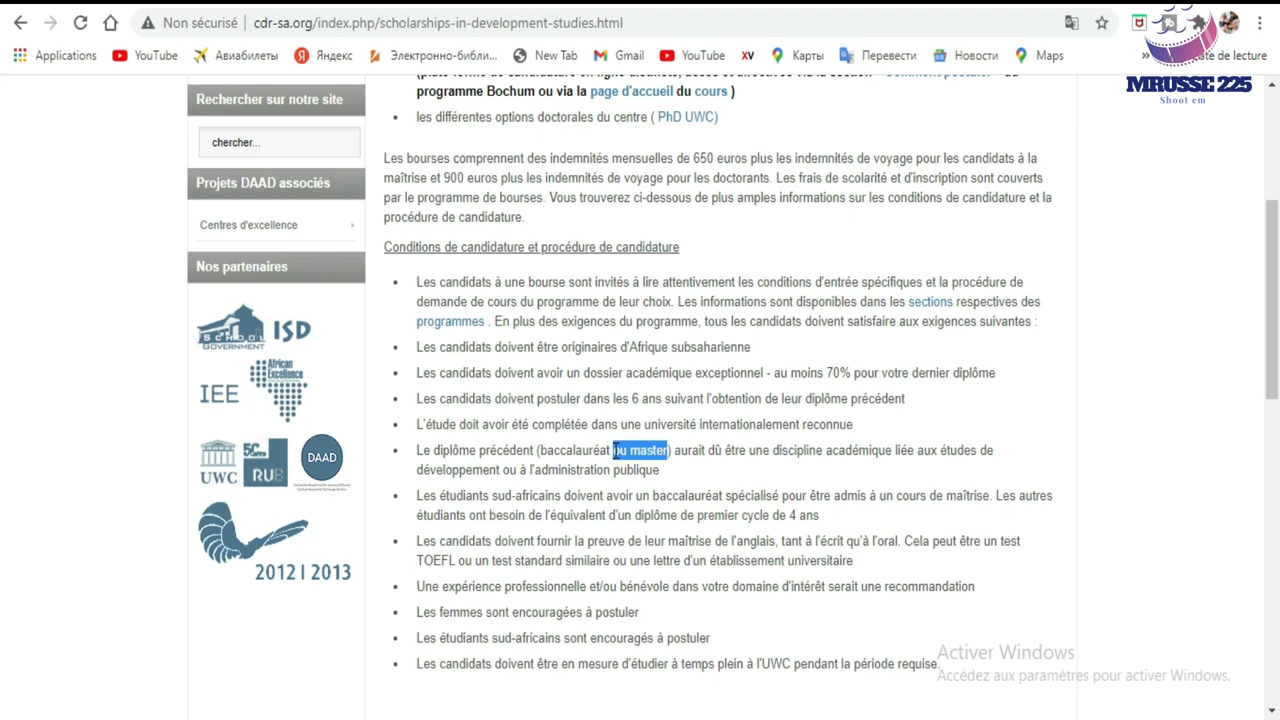 Non sécurisé | cdr-sa.org/index.php/scholarships-in-development-studies.html
Applications YouTube Авиабилеты Яндекс Электронно-библи... New Tab Gmail YouTube XV Карты Перевести Новости Maps » te de lecture
MRUSSE 225
Shoot em
programme Bochum ou via la page d'accueil du cours )
les différentes options doctorales du centre ( PhD UWC)
Rechercher sur notre site
chercher...
Projets DAAD associés
Centres d'excellence
Nos partenaires
SCHOOL GOVERNMENT ISD
IEE African Excellence
UWC RUB DAAD
2012 I 2013
Les bourses comprennent des indemnités mensuelles de 650 euros plus les indemnités de voyage pour les candidats à la
maîtrise et 900 euros plus les indemnités de voyage pour les doctorants. Les frais de scolarité et d'inscription sont couverts
par le programme de bourses. Vous trouverez ci-dessous de plus amples informations sur les conditions de candidature et la
procédure de candidature.
Conditions de candidature et procédure de candidature
Les candidats à une bourse sont invités à lire attentivement les conditions d'entrée spécifiques et la procédure de
demande de cours du programme de leur choix. Les informations sont disponibles dans les sections respectives des
programmes . En plus des exigences du programme, tous les candidats doivent satisfaire aux exigences suivantes :
Les candidats doivent être originaires d'Afrique subsaharienne
Les candidats doivent avoir un dossier académique exceptionnel - au moins 70% pour votre dernier diplôme
Les candidats doivent postuler dans les 6 ans suivant l'obtention de leur diplôme précédent
L'étude doit avoir été complétée dans une université internationalement reconnue
Le diplôme précédent (baccalauréat ou master) aurait dû être une discipline académique liée aux études de
développement ou à l'administration publique
Les étudiants sud-africains doivent avoir un baccalauréat spécialisé pour être admis à un cours de maîtrise. Les autres
étudiants ont besoin de l'équivalent d'un diplôme de premier cycle de 4 ans
Les candidats doivent fournir la preuve de leur maîtrise de l'anglais, tant à l'écrit qu'à l'oral. Cela peut être un test
TOEFL ou un test standard similaire ou une lettre d'un établissement universitaire
Une expérience professionnelle et/ou bénévole dans votre domaine d'intérêt serait une recommandation
Les femmes sont encouragées à postuler
Les étudiants sud-africains sont encouragés à postuler
Les candidats doivent être en mesure d'étudier à temps plein à l'UWC pendant la période requise.
Activer Windows
Accédez aux paramètres pour activer Windows.